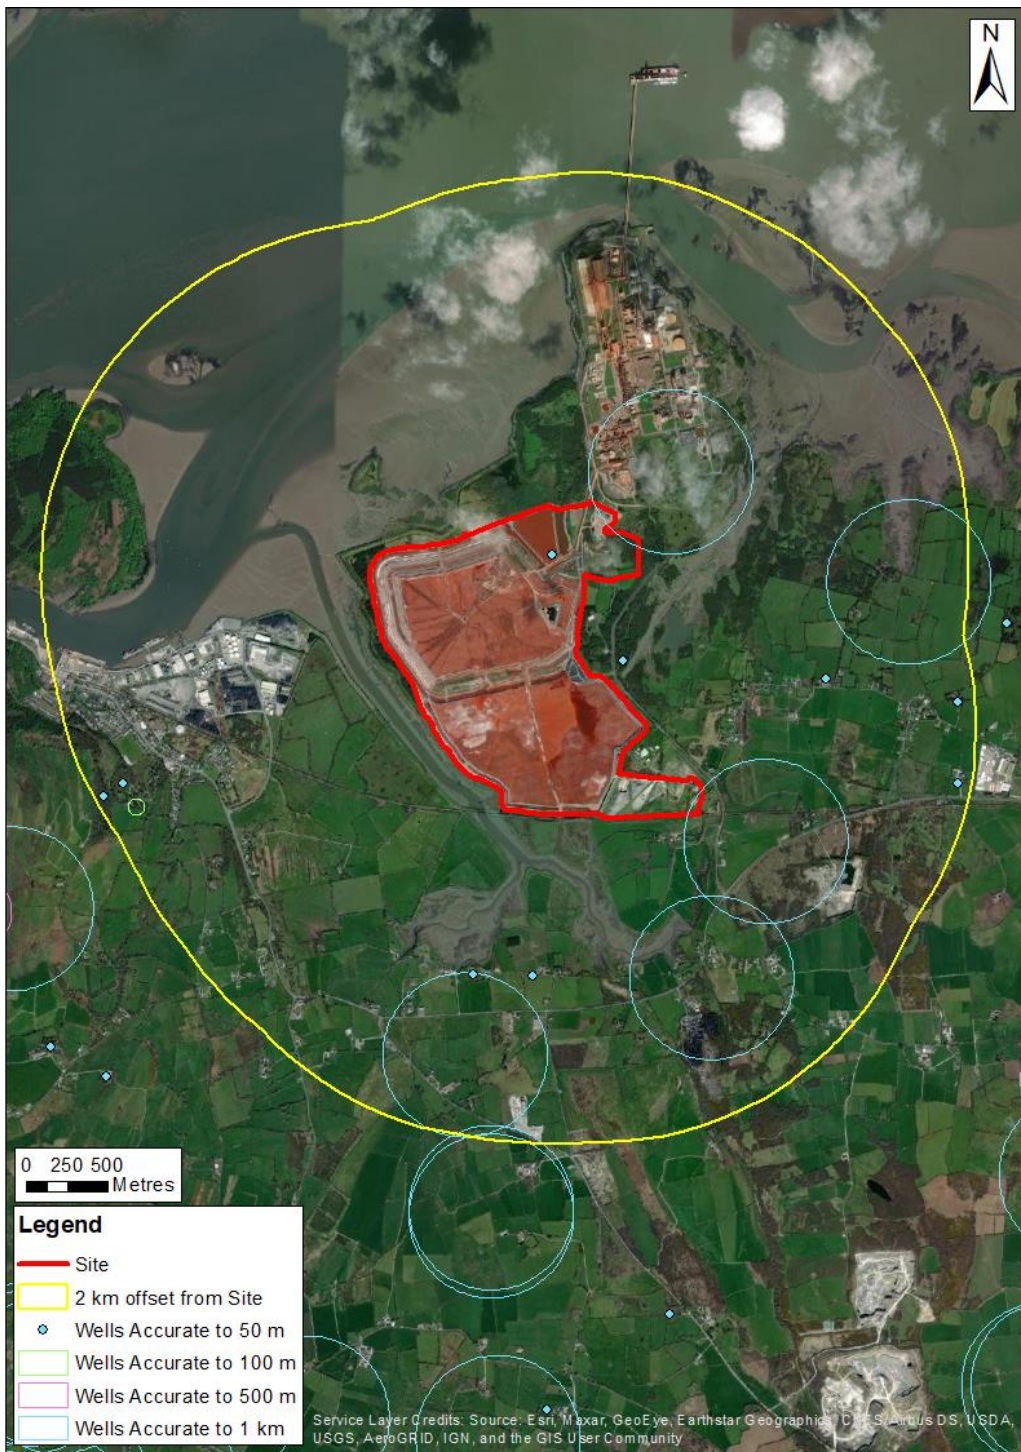 N
0 250 500
Metres
Legend
Site
2 km offset from Site
Wells Accurate to 50 m
Wells Accurate to 100 m
Wells Accurate to 500 m
Wells Accurate to 1 km
Service Layer Credits: Source: Esri, Maxar, GeoEye, Earthstar Geographics, CNES/Airbus DS, USDA,
USGS, AeroGRID, IGN, and the GIS User Community